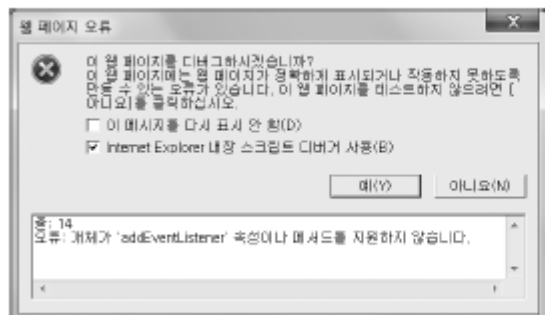 웹 페이지 오류
이 웹 페이지를 디버그하시겠습니까?
이 웹 페이지에는 웹 페이지가 정확하게 표시되거나 작동하지 못하도록
만들 수 있는 오류가 있습니다. 이 웹 페이지를 테스트하지 않으려면 [
아니요]를 클릭하십시오.
이 메시지를 다시 표시 안 함(D)
Internet Explorer 내장 스크립트 디버거 사용(B)
예(Y) 아니요(N)
줄: 14
오류: 개체가 'addEventListener' 속성이나 메서드를 지원하지 않습니다.